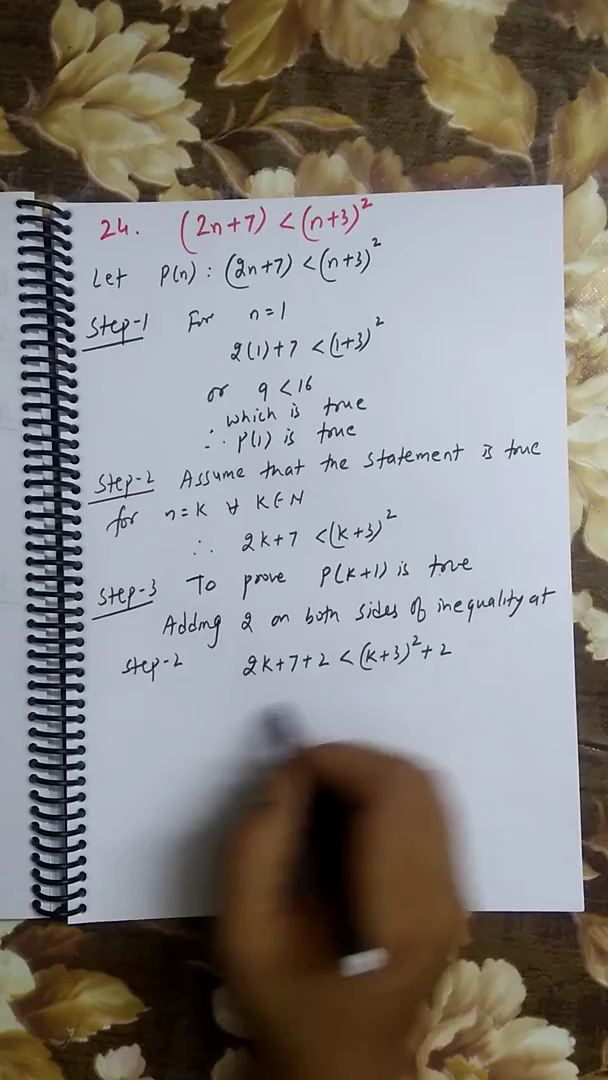 24. (2n+7) < (n+3)²
Let P(n) : (2n+7) < (n+3)²
Step-1 For n=1
2(1)+7 < (1+3)²
or 9 < 16
which is true
∴ P(1) is true
Step-2 Assume that the statement is true
for n=K ∀ K∈N
∴ 2K+7 < (K+3)²
Step-3 To prove P(K+1) is true
Adding 2 on both sides of inequality at
Step-2 2K+7+2 < (K+3)²+2